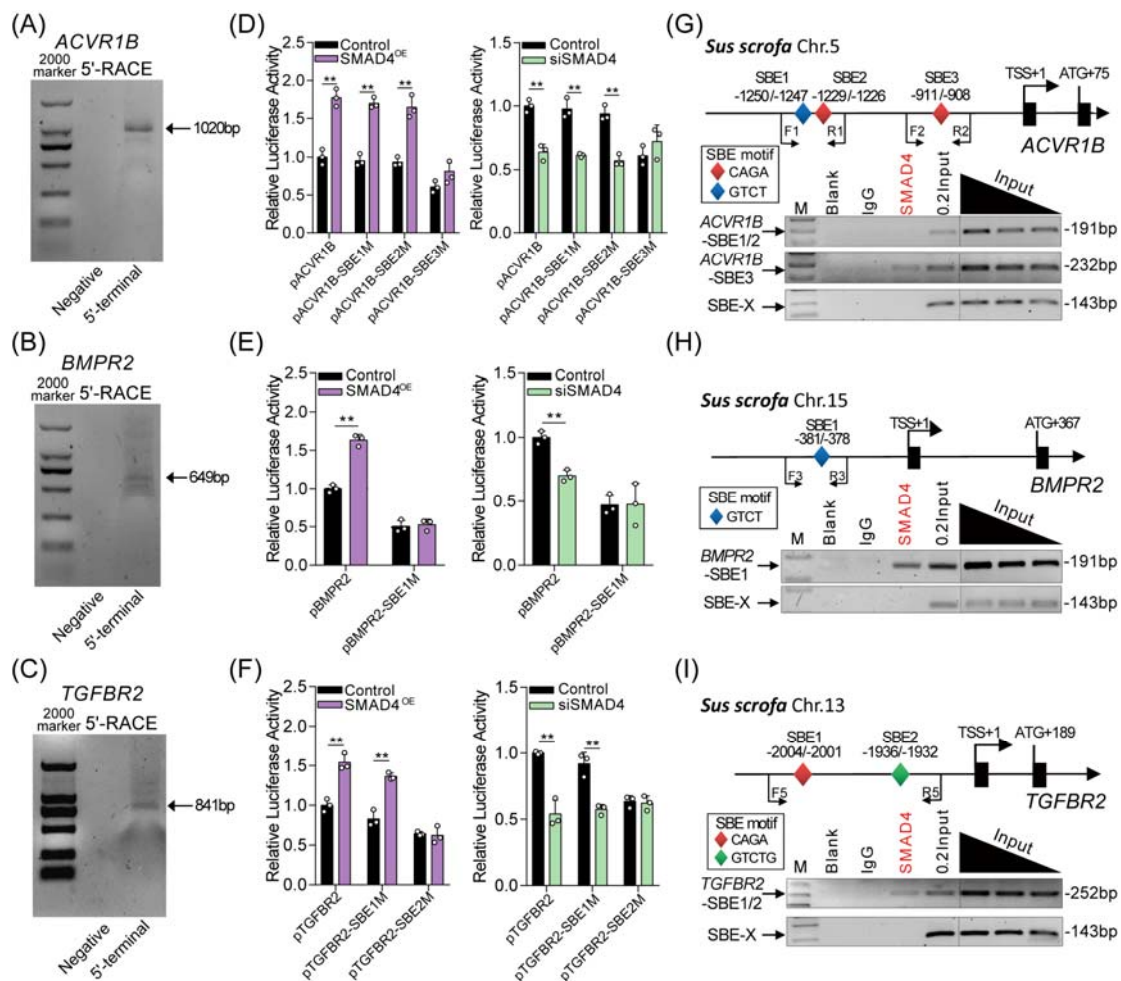 (A)
ACVR1B
2000
marker 5'-RACE
1020bp
Negative
5'-terminal
(B)
BMPR2
2000
marker 5'-RACE
649bp
Negative
5'-terminal
(C)
TGFBR2
2000
marker 5'-RACE
841bp
Negative
5'-terminal
(D)
Relative Luciferase Activity
2.5
2.0
1.5
1.0
0.5
0.0
Control
SMAD4OE
** ** **
pACVR1B
pACVR1B-SBE1M
pACVR1B-SBE2M
pACVR1B-SBE3M
Relative Luciferase Activity
2.0
1.5
1.0
0.5
0.0
Control
siSMAD4
** ** **
pACVR1B
pACVR1B-SBE1M
pACVR1B-SBE2M
pACVR1B-SBE3M
(E)
Relative Luciferase Activity
2.5
2.0
1.5
1.0
0.5
0.0
Control
SMAD4OE
**
pBMPR2
pBMPR2-SBE1M
Relative Luciferase Activity
1.5
1.0
0.5
0.0
Control
siSMAD4
**
pBMPR2
pBMPR2-SBE1M
(F)
Relative Luciferase Activity
2.5
2.0
1.5
1.0
0.5
0.0
Control
SMAD4OE
** **
pTGFBR2
pTGFBR2-SBE1M
pTGFBR2-SBE2M
Relative Luciferase Activity
1.5
1.0
0.5
0.0
Control
siSMAD4
** **
pTGFBR2
pTGFBR2-SBE1M
pTGFBR2-SBE2M
(G)
Sus scrofa Chr.5
SBE1 SBE2 SBE3 TSS+1 ATG+75
-1250/-1247 -1229/-1226 -911/-908
F1 R1 F2 R2
ACVR1B
SBE motif
CAGA
GTCT
M Blank IgG SMAD4 0.2Input Input
ACVR1B
-SBE1/2
-191bp
ACVR1B
-SBE3
-232bp
SBE-X
-143bp
(H)
Sus scrofa Chr.15
SBE1 TSS+1 ATG+367
-381/-378
F3 R3
BMPR2
SBE motif
GTCT
M Blank IgG SMAD4 0.2Input Input
BMPR2
-SBE1
-191bp
SBE-X
-143bp
(I)
Sus scrofa Chr.13
SBE1 SBE2 TSS+1 ATG+189
-2004/-2001 -1936/-1932
F5 R5
TGFBR2
SBE motif
CAGA
GTCTG
M Blank IgG SMAD4 0.2Input Input
TGFBR2
-SBE1/2
-252bp
SBE-X
-143bp